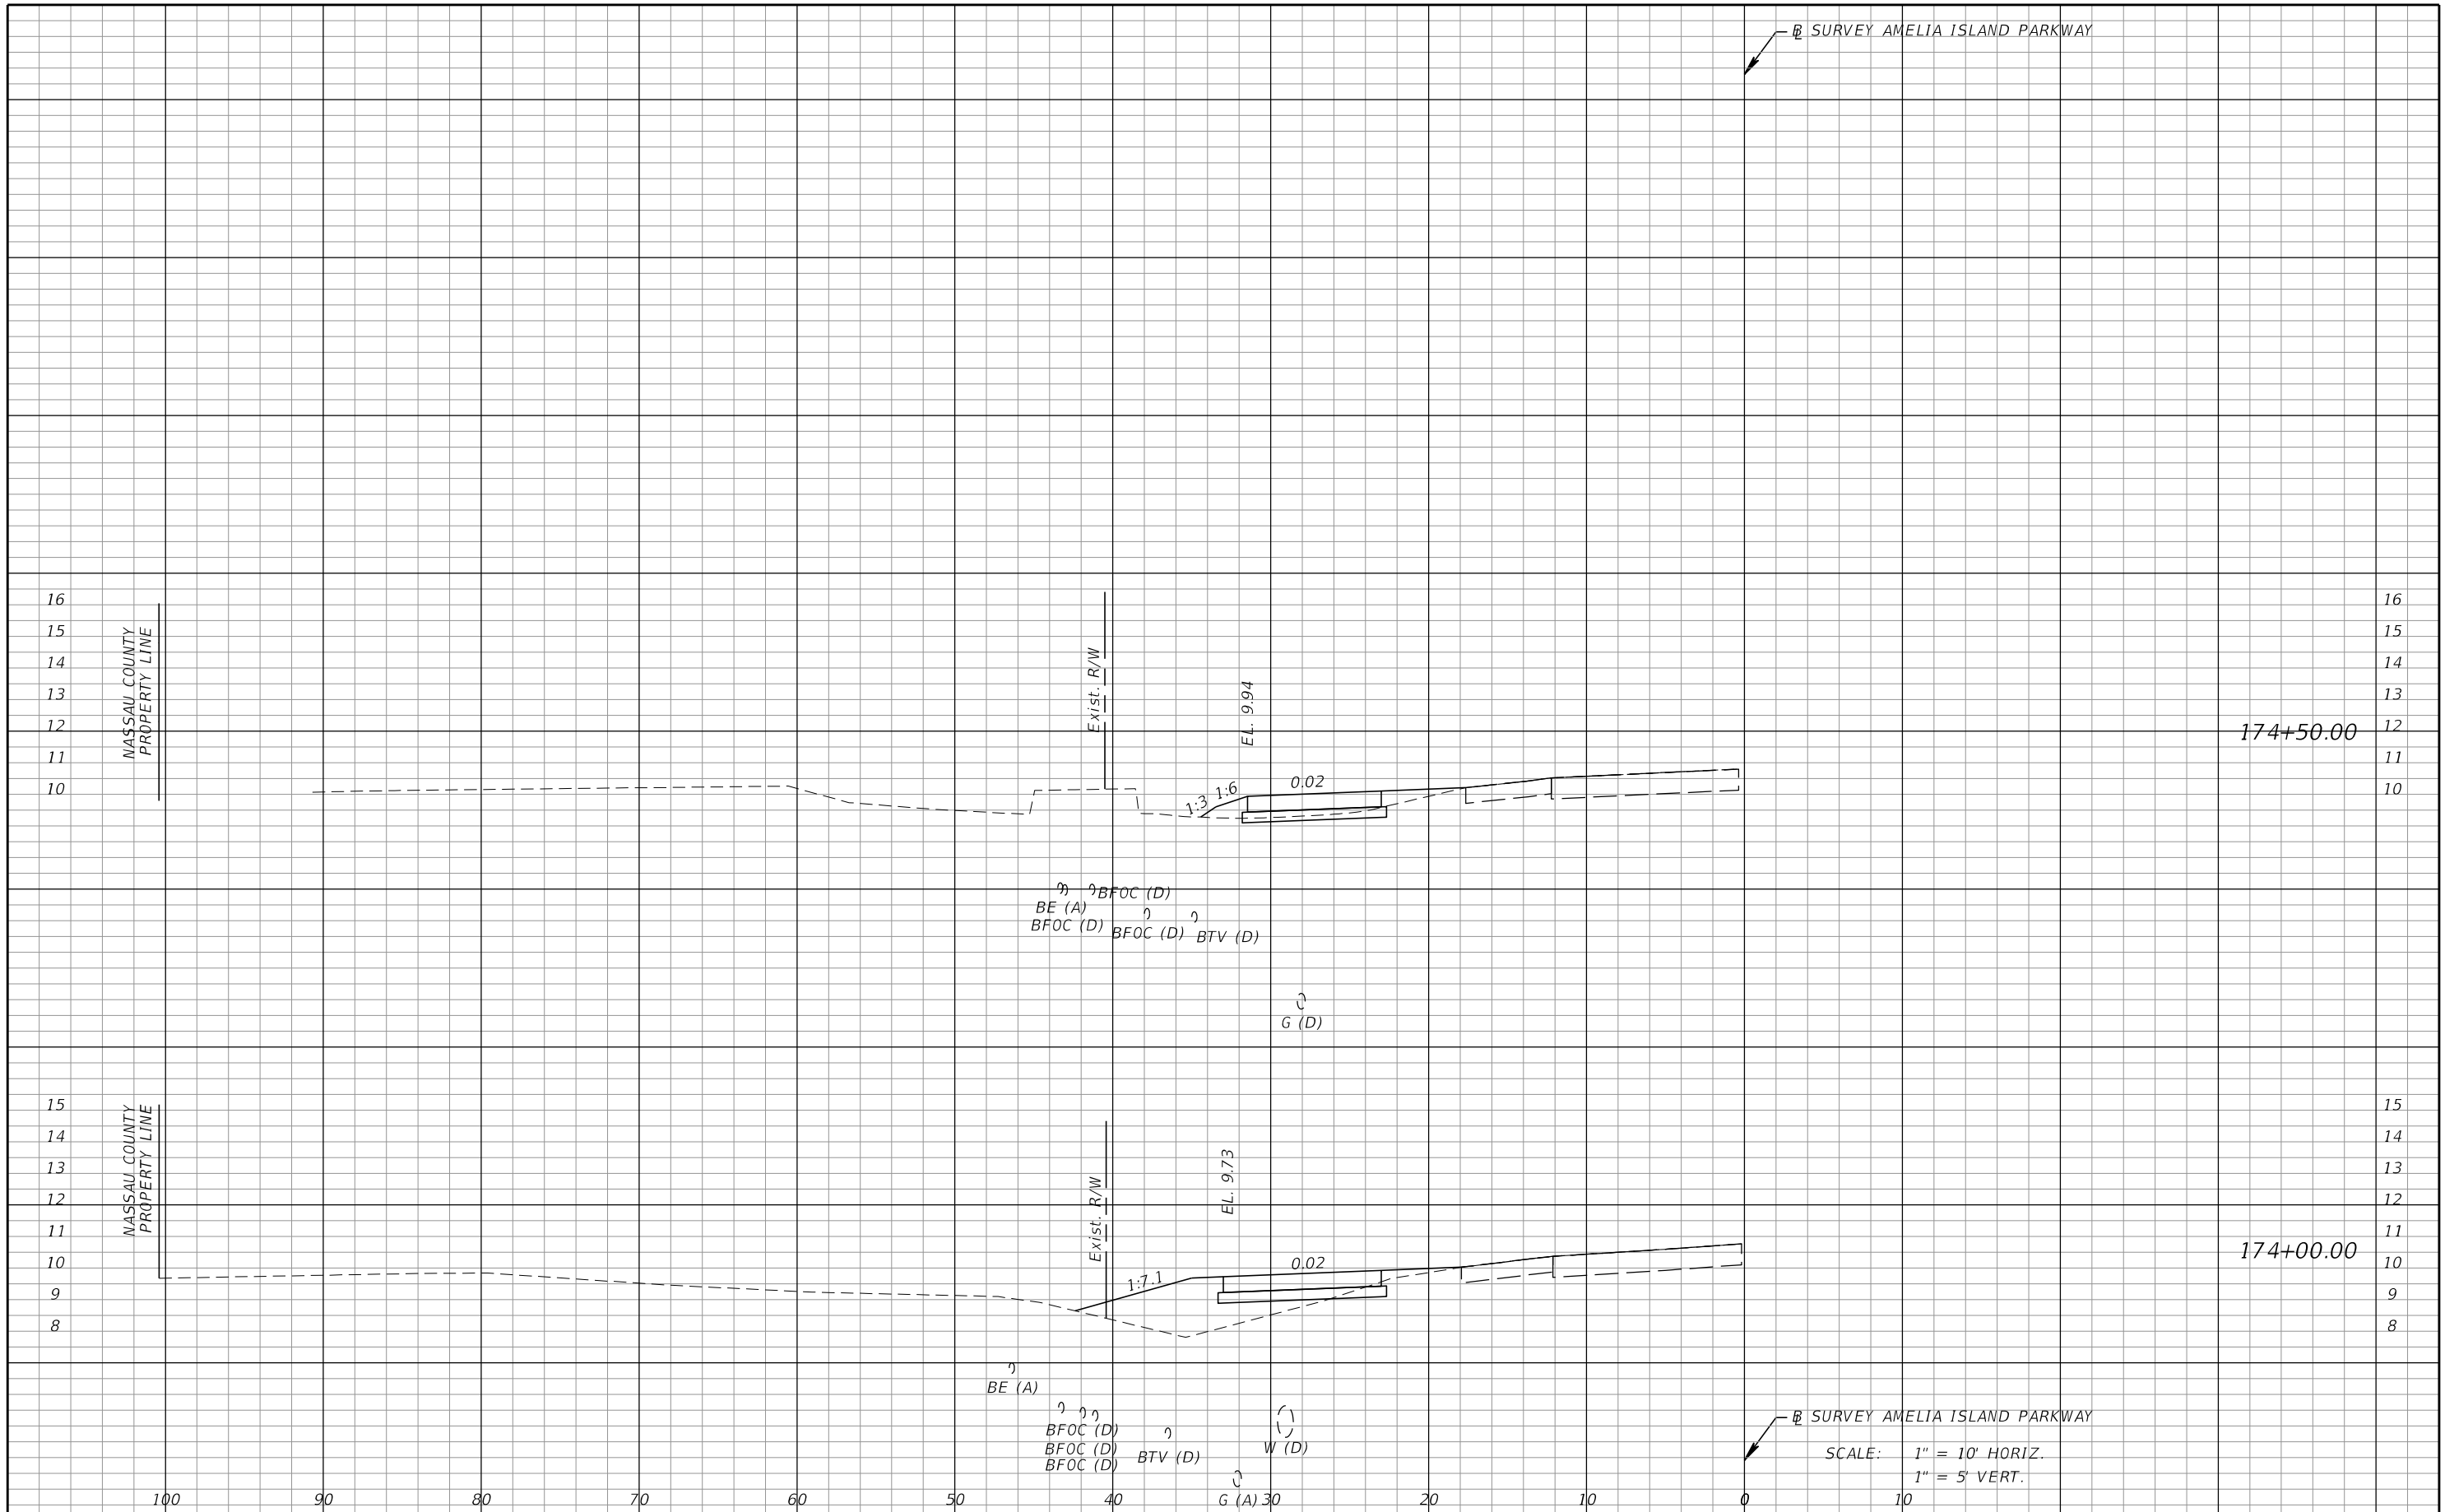 ⅊ SURVEY AMELIA ISLAND PARKWAY
16 16
15 15
14 14
13 13
12 12
11 11
10 10
NASSAU COUNTY
PROPERTY LINE
Exist. R/W
EL. 9.94
174+50.00
1:3 1:6 0.02
BFOC (D)
BE (A)
BFOC (D)
BFOC (D)
BTV (D)
G (D)
15 15
14 14
13 13
12 12
11 11
10 10
9 9
8 8
NASSAU COUNTY
PROPERTY LINE
Exist. R/W
EL. 9.73
174+00.00
1:7.1 0.02
BE (A)
BFOC (D)
BFOC (D)
BFOC (D)
BTV (D)
W (D)
G (A)
⅊ SURVEY AMELIA ISLAND PARKWAY
SCALE: 1" = 10' HORIZ.
1" = 5' VERT.
100 90 80 70 60 50 40 30 20 10 0 10